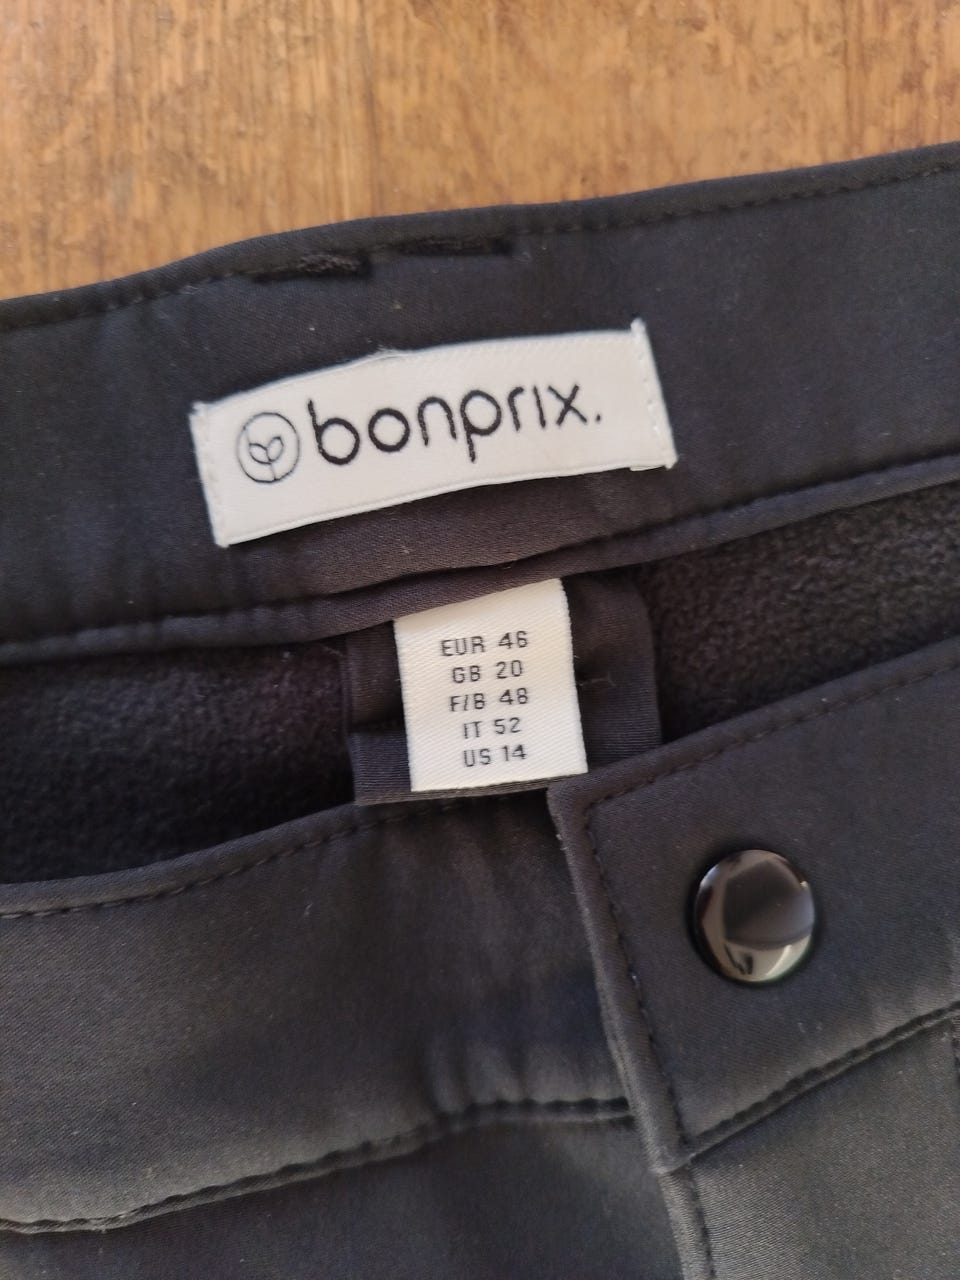 bonprix.
EUR 46
GB 20
F/B 48
IT 52
US 14